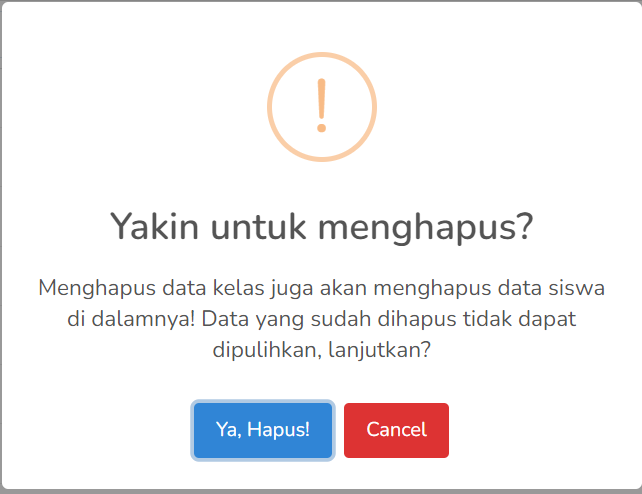 !
Yakin untuk menghapus?
Menghapus data kelas juga akan menghapus data siswa
di dalamnya! Data yang sudah dihapus tidak dapat
dipulihkan, lanjutkan?
Ya, Hapus! Cancel